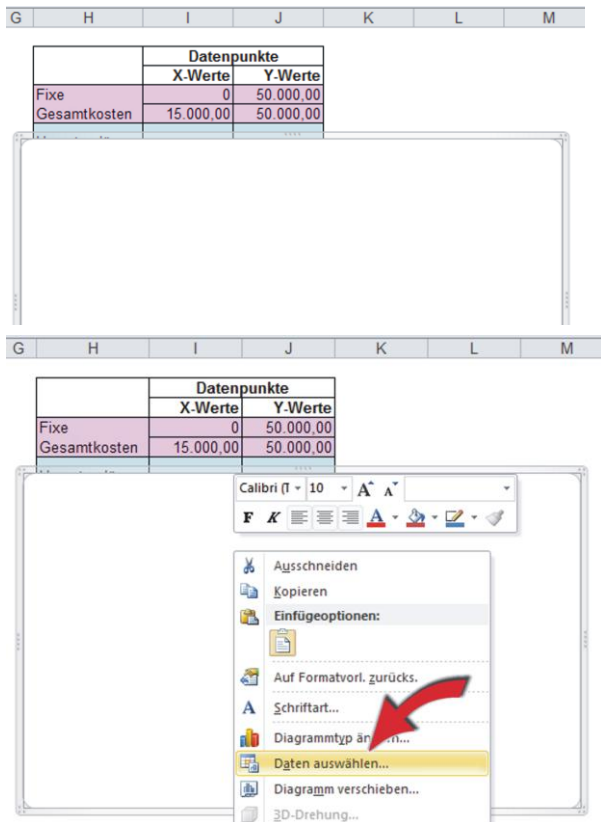 G H I J K L M
Datenpunkte
X-Werte Y-Werte
Fixe 0 50.000,00
Gesamtkosten 15.000,00 50.000,00
G H I J K L M
Datenpunkte
X-Werte Y-Werte
Fixe 0 50.000,00
Gesamtkosten 15.000,00 50.000,00
Calibri (T 10 A A
F K A
Ausschneiden
Kopieren
Einfügeoptionen:
Auf Formatvorl. zurücks.
A Schriftart...
Diagrammtyp
Daten auswählen...
Diagramm verschieben...
3D-Drehung...